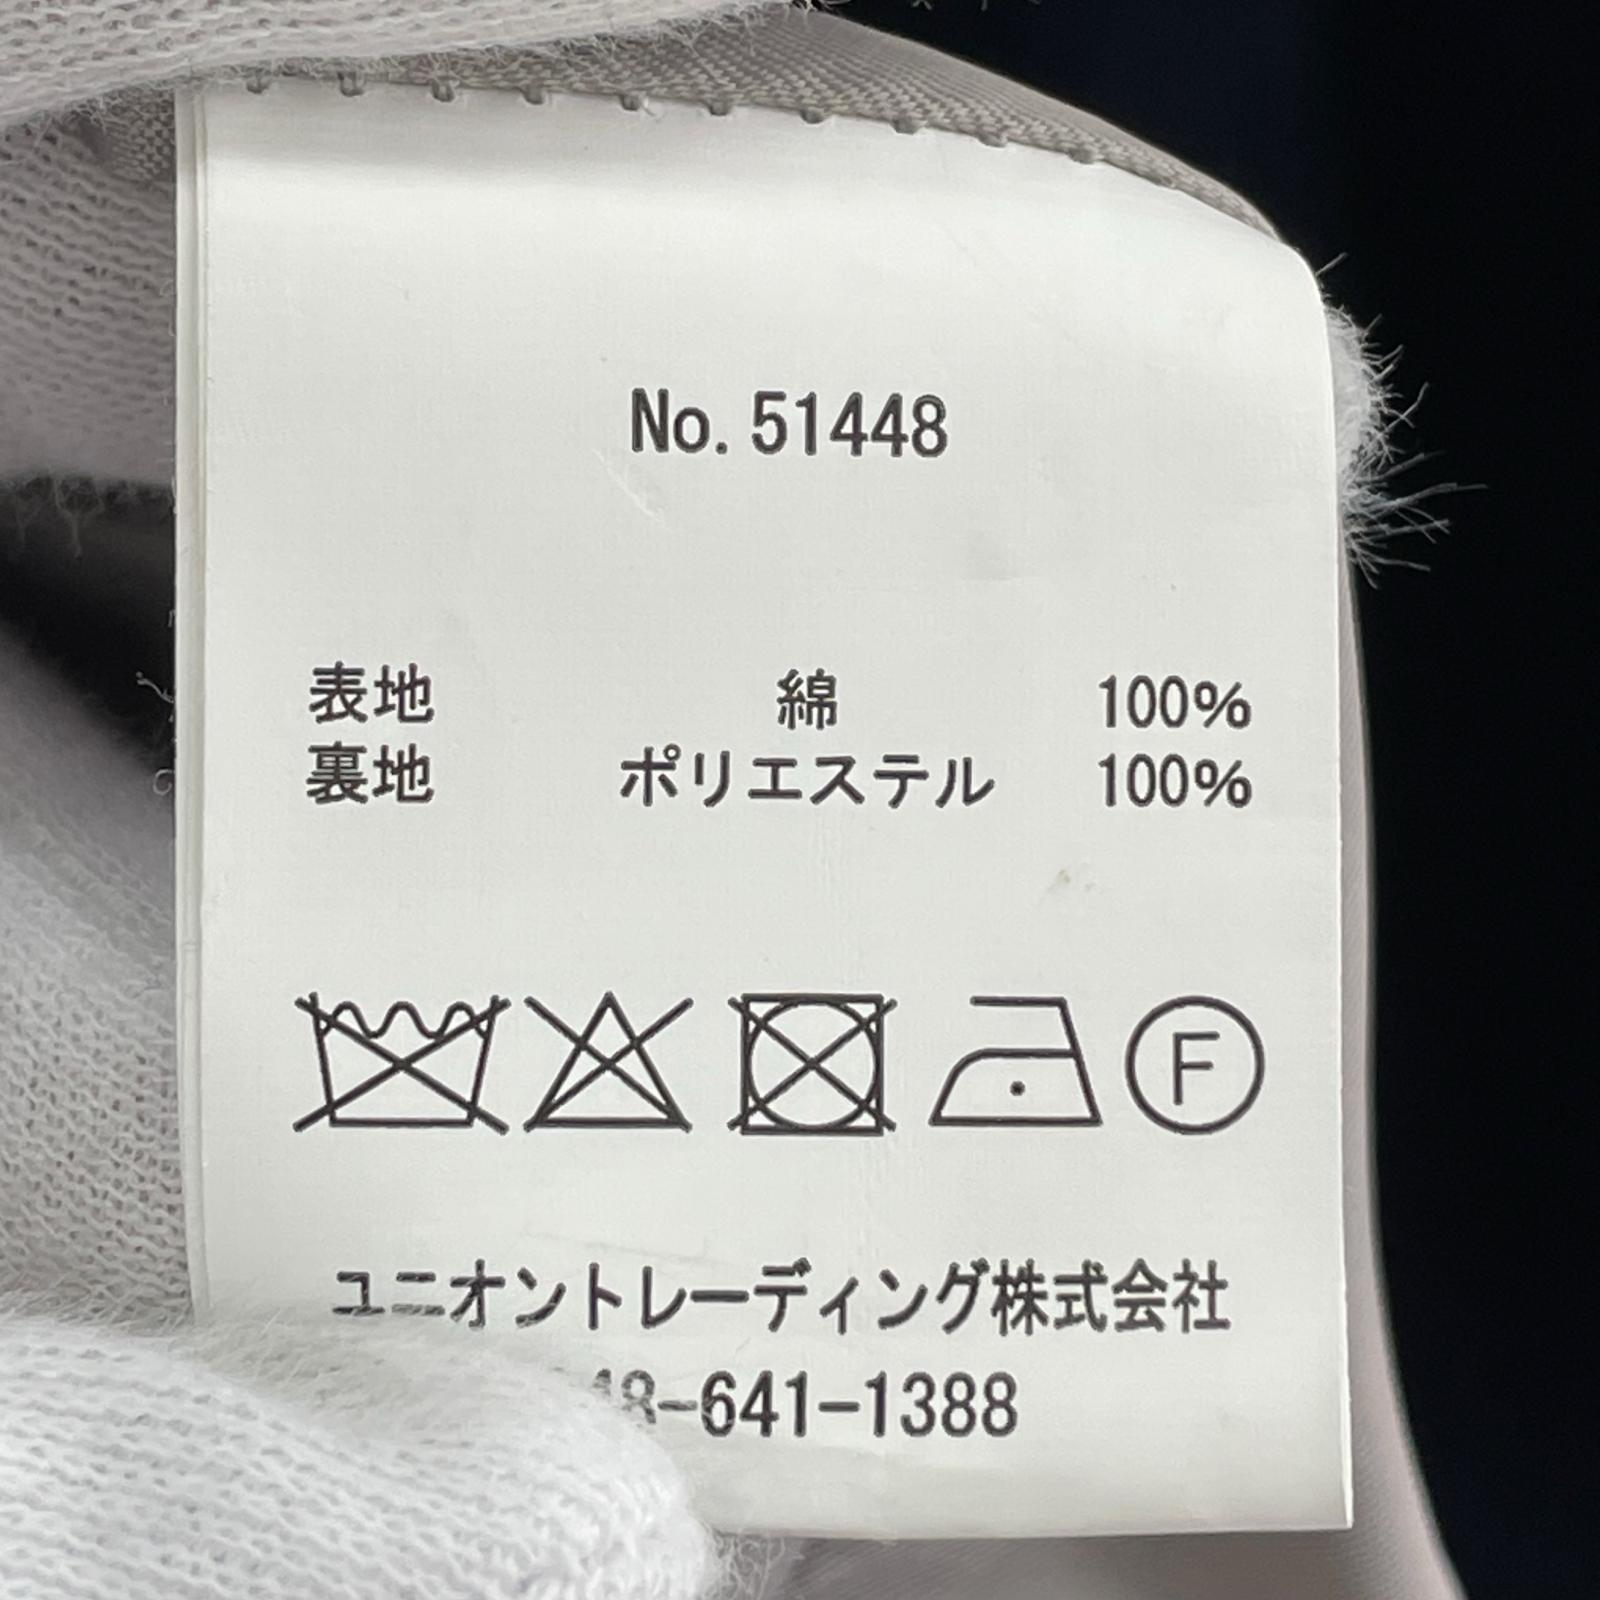 No. 51448
表地 綿 100%
裏地 ポリエステル 100%
F
ユニオントレーディング株式会社
48-641-1388